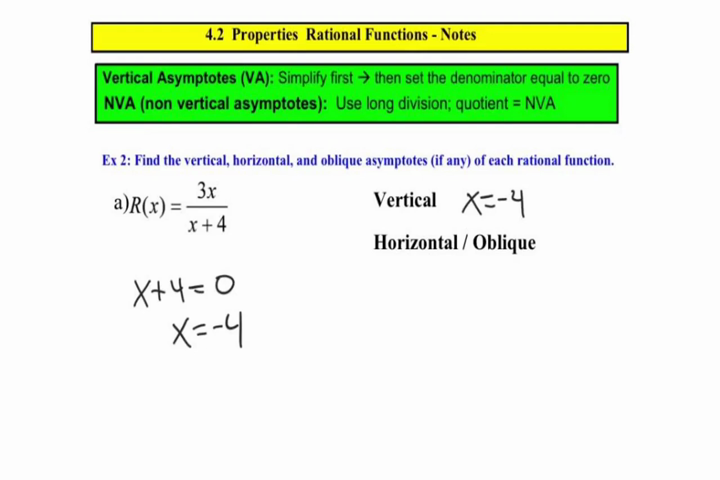 4.2 Properties Rational Functions - Notes
Vertical Asymptotes (VA): Simplify first → then set the denominator equal to zero
NVA (non vertical asymptotes): Use long division; quotient = NVA
Ex 2: Find the vertical, horizontal, and oblique asymptotes (if any) of each rational function.
a) R(x) = 3x / x + 4
Vertical x=-4
Horizontal / Oblique
x+4=0
x=-4